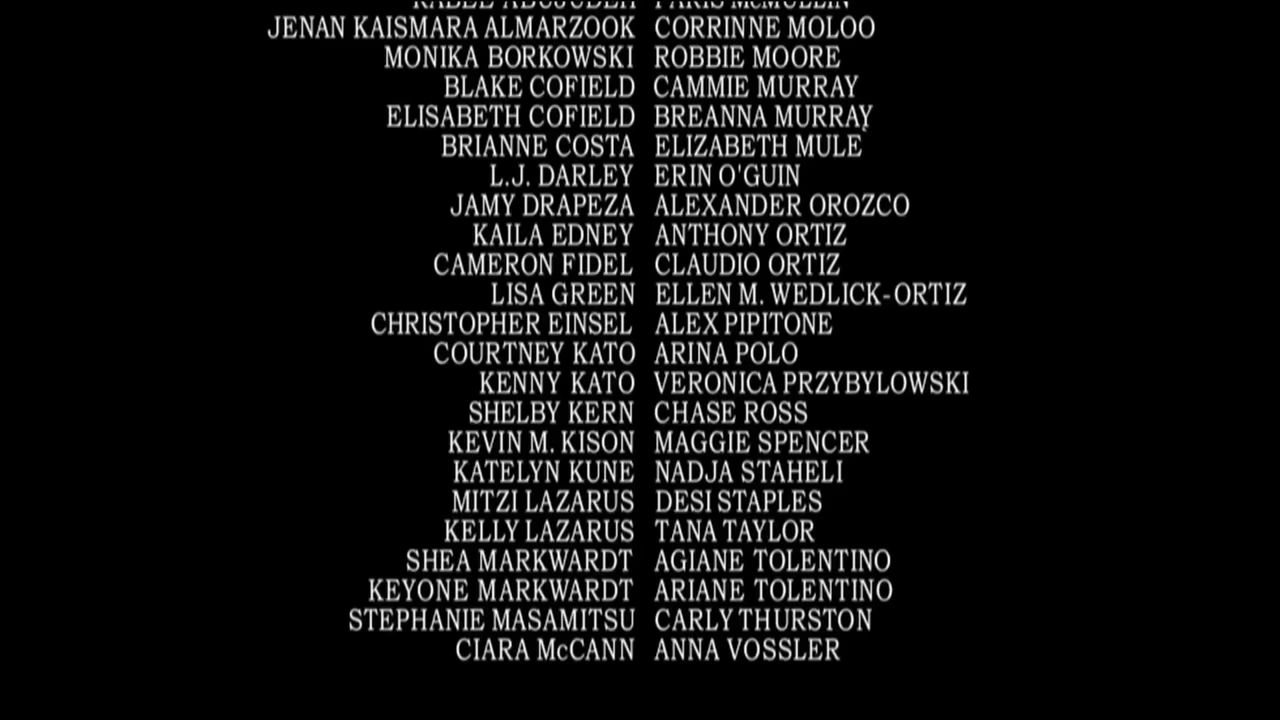 JENAN KAISMARA ALMARZOOK CORRINNE MOLOO
MONIKA BORKOWSKI ROBBIE MOORE
BLAKE COFIELD CAMMIE MURRAY
ELISABETH COFIELD BREANNA MURRAY
BRIANNE COSTA ELIZABETH MULÈ
L.J. DARLEY ERIN O'GUIN
JAMY DRAPEZA ALEXANDER OROZCO
KAILA EDNEY ANTHONY ORTIZ
CAMERON FIDEL CLAUDIO ORTIZ
LISA GREEN ELLEN M. WEDLICK-ORTIZ
CHRISTOPHER EINSEL ALEX PIPITONE
COURTNEY KATO ARINA POLO
KENNY KATO VERONICA PRZYBYLOWSKI
SHELBY KERN CHASE ROSS
KEVIN M. KISON MAGGIE SPENCER
KATELYN KUNE NADJA STAHELI
MITZI LAZARUS DESI STAPLES
KELLY LAZARUS TANA TAYLOR
SHEA MARKWARDT AGIANE TOLENTINO
KEYONE MARKWARDT ARIANE TOLENTINO
STEPHANIE MASAMITSU CARLY THURSTON
CIARA McCANN ANNA VOSSLER